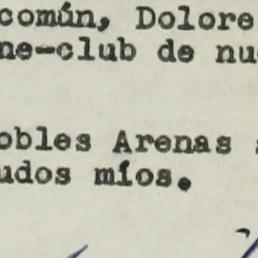 común, Dolore
ne-club de nu
obles Arenas s
udos míos.